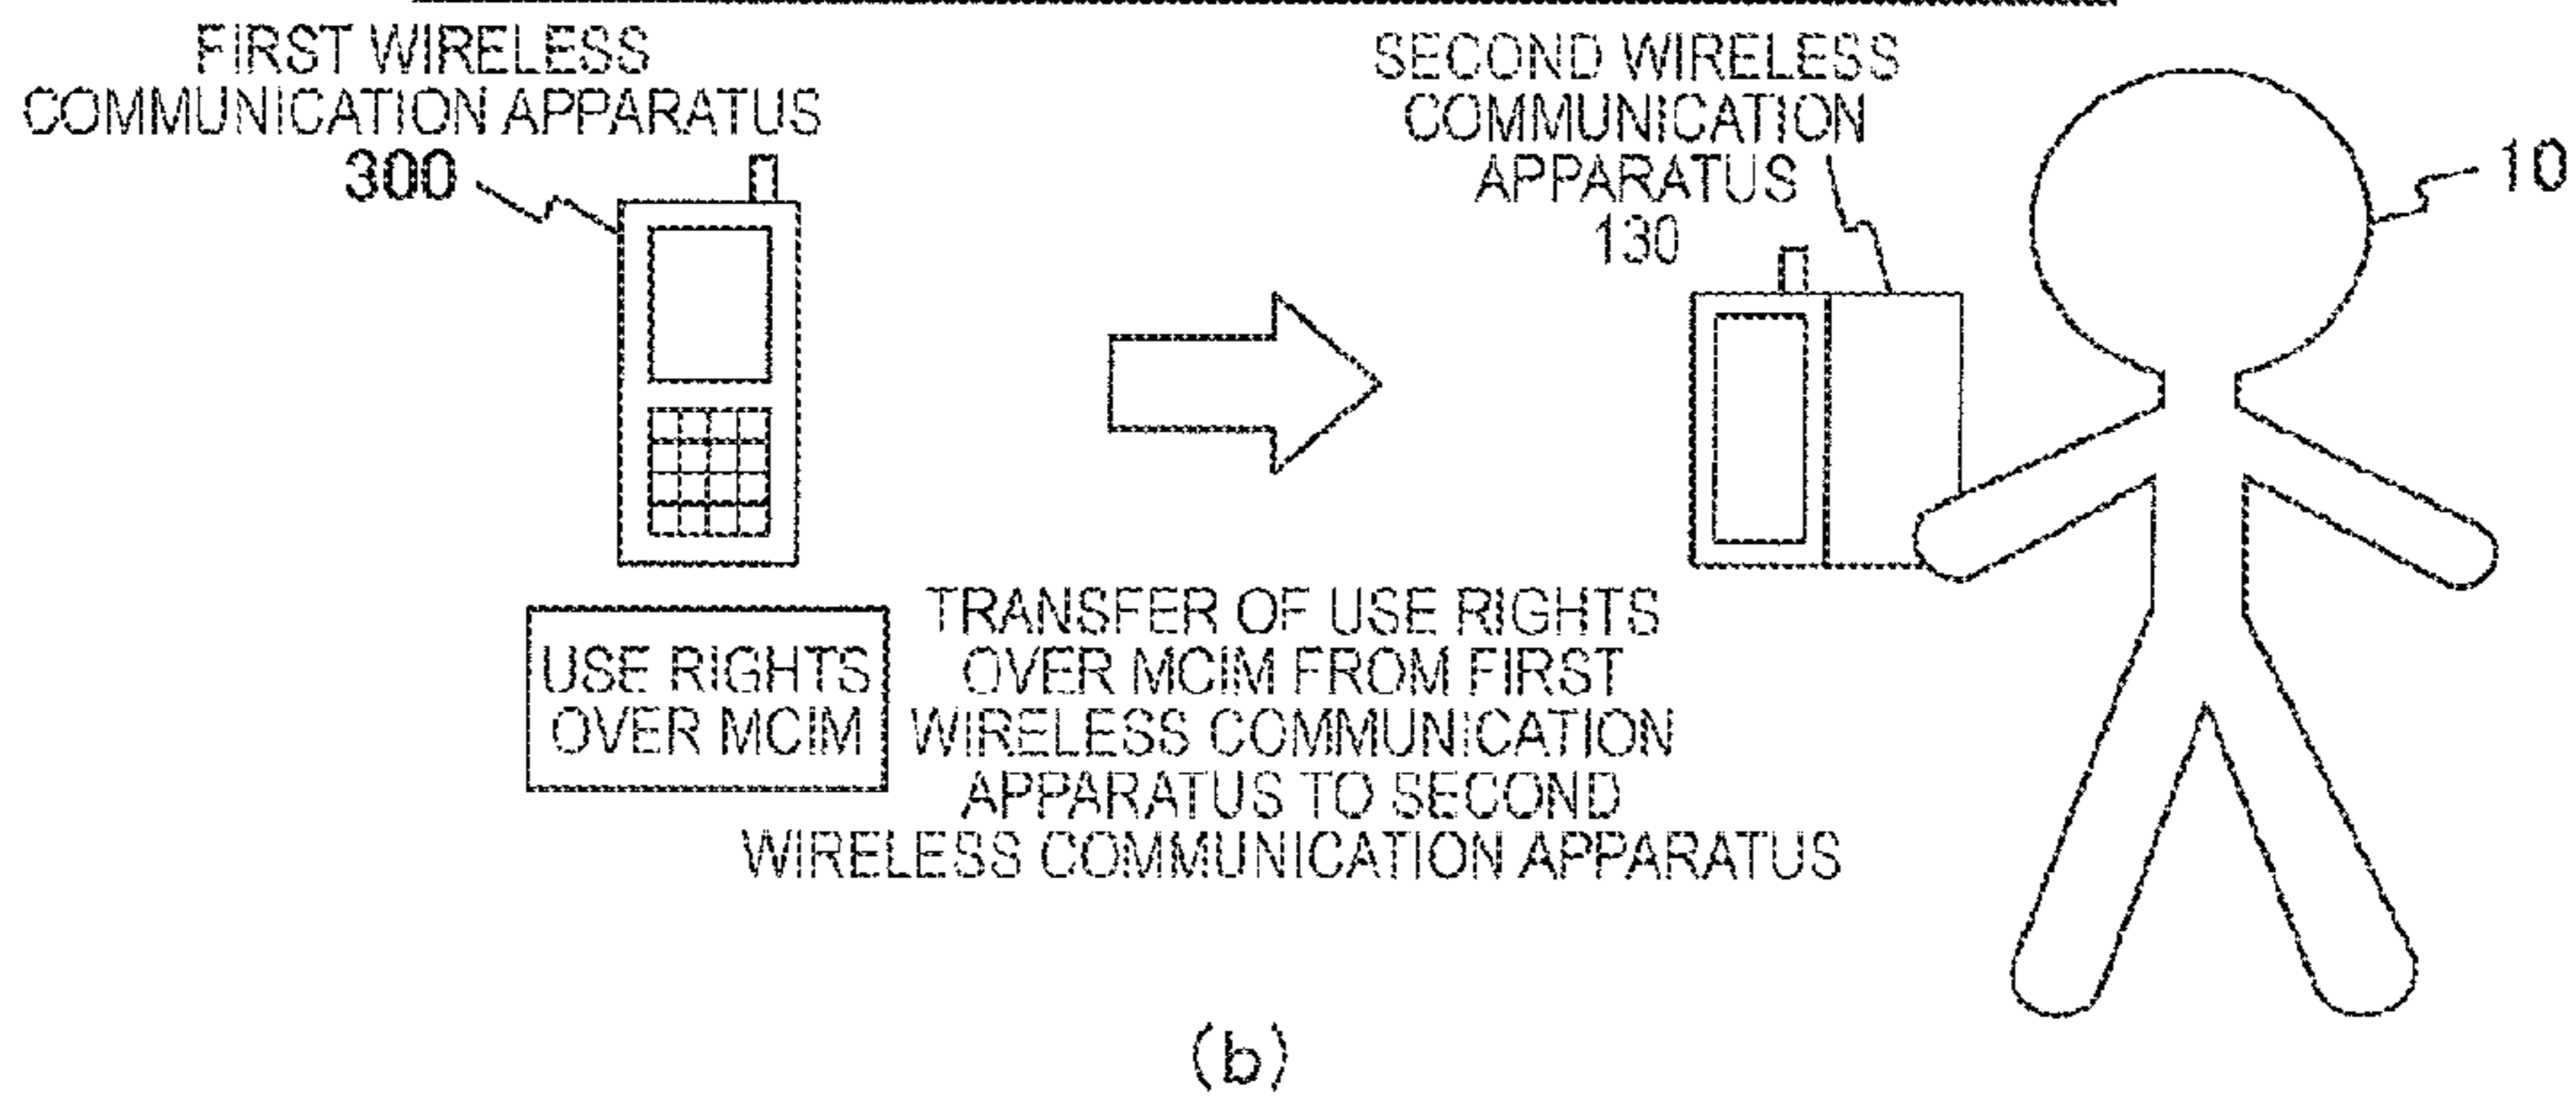 FIRST WIRELESS
COMMUNICATION APPARATUS
300
SECOND WIRELESS
COMMUNICATION
APPARATUS
130
10
USE RIGHTS
OVER MCIM
TRANSFER OF USE RIGHTS
OVER MCIM FROM FIRST
WIRELESS COMMUNICATION
APPARATUS TO SECOND
WIRELESS COMMUNICATION APPARATUS
(b)